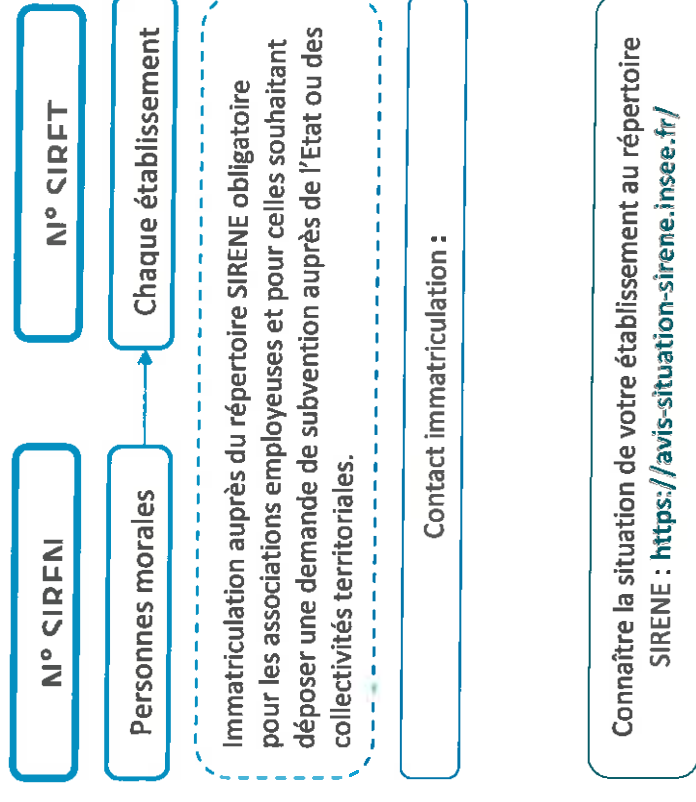 N° SIREN
N° SIRET
Personnes morales
Chaque établissement
Immatriculation auprès du répertoire SIRENE obligatoire
pour les associations employeuses et pour celles souhaitant
déposer une demande de subvention auprès de l'Etat ou des
collectivités territoriales.
Contact immatriculation :
Connaître la situation de votre établissement au répertoire
SIRENE : https://avis-situation-sirene.insee.fr/